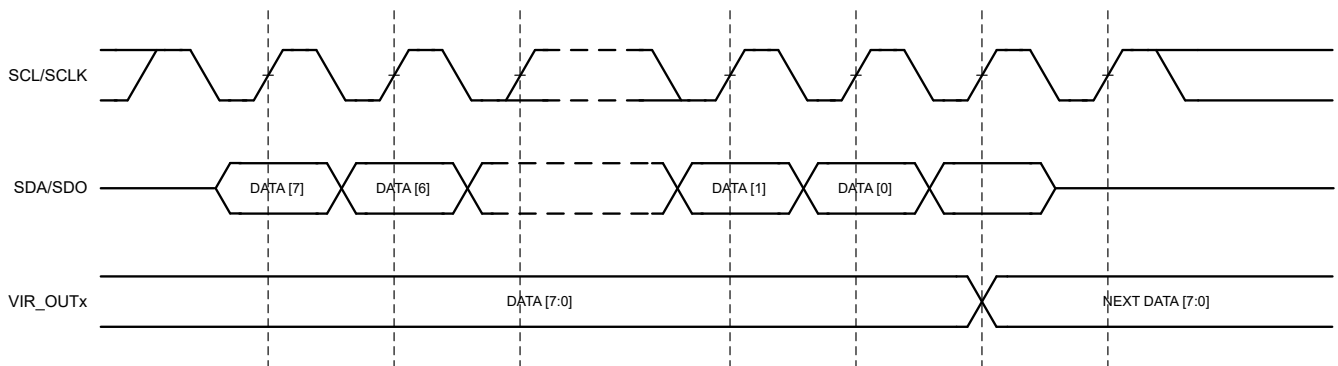 SCL/SCLK
SDA/SDO
DATA [7]
DATA [6]
DATA [1]
DATA [0]
VIR_OUTx
DATA [7:0]
NEXT DATA [7:0]